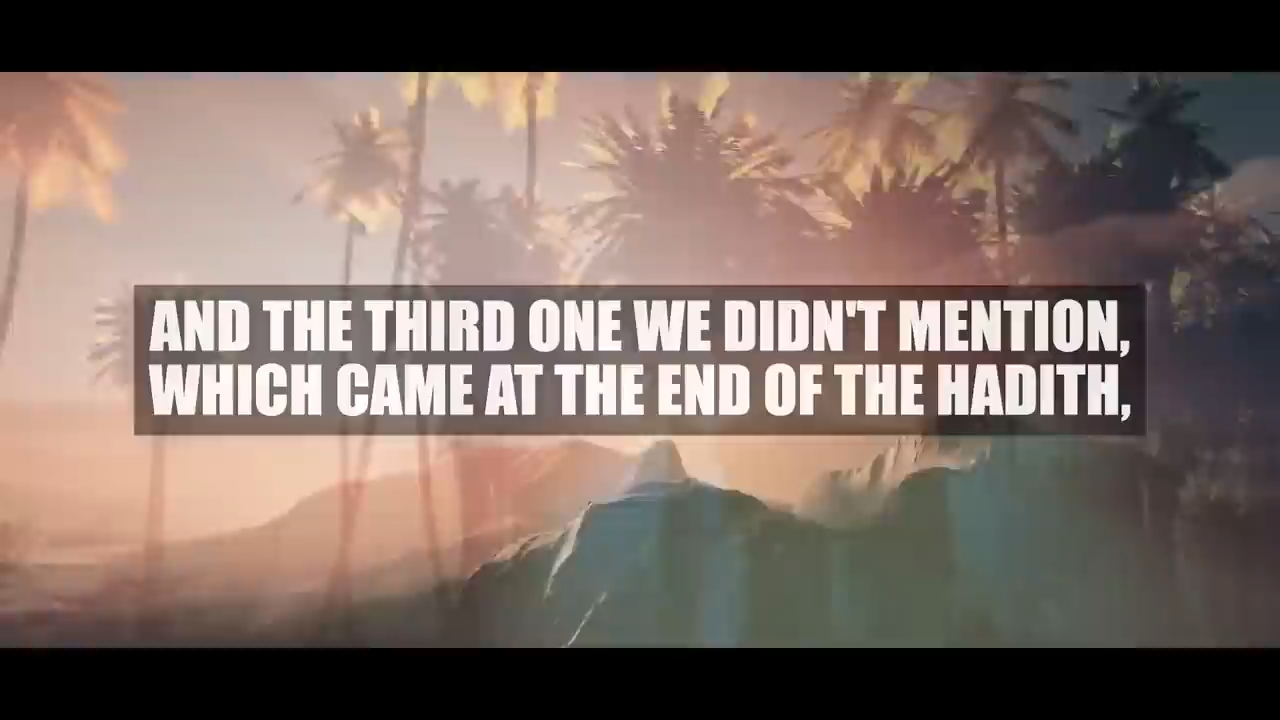 AND THE THIRD ONE WE DIDN'T MENTION,
WHICH CAME AT THE END OF THE HADITH,